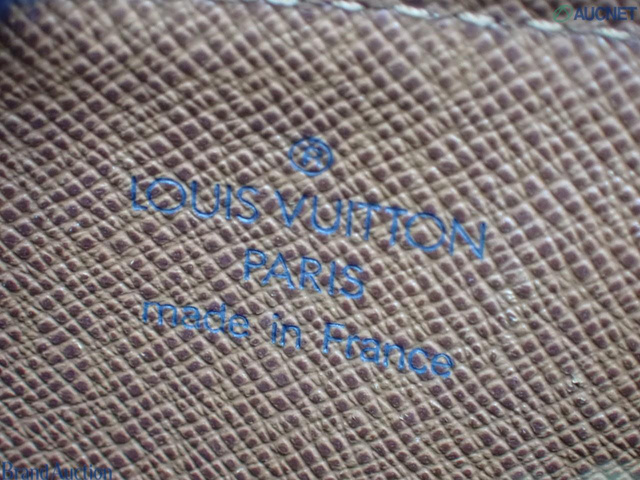 AUCNET
®
LOUIS VUITTON
PARIS
made in France
Brand Auction